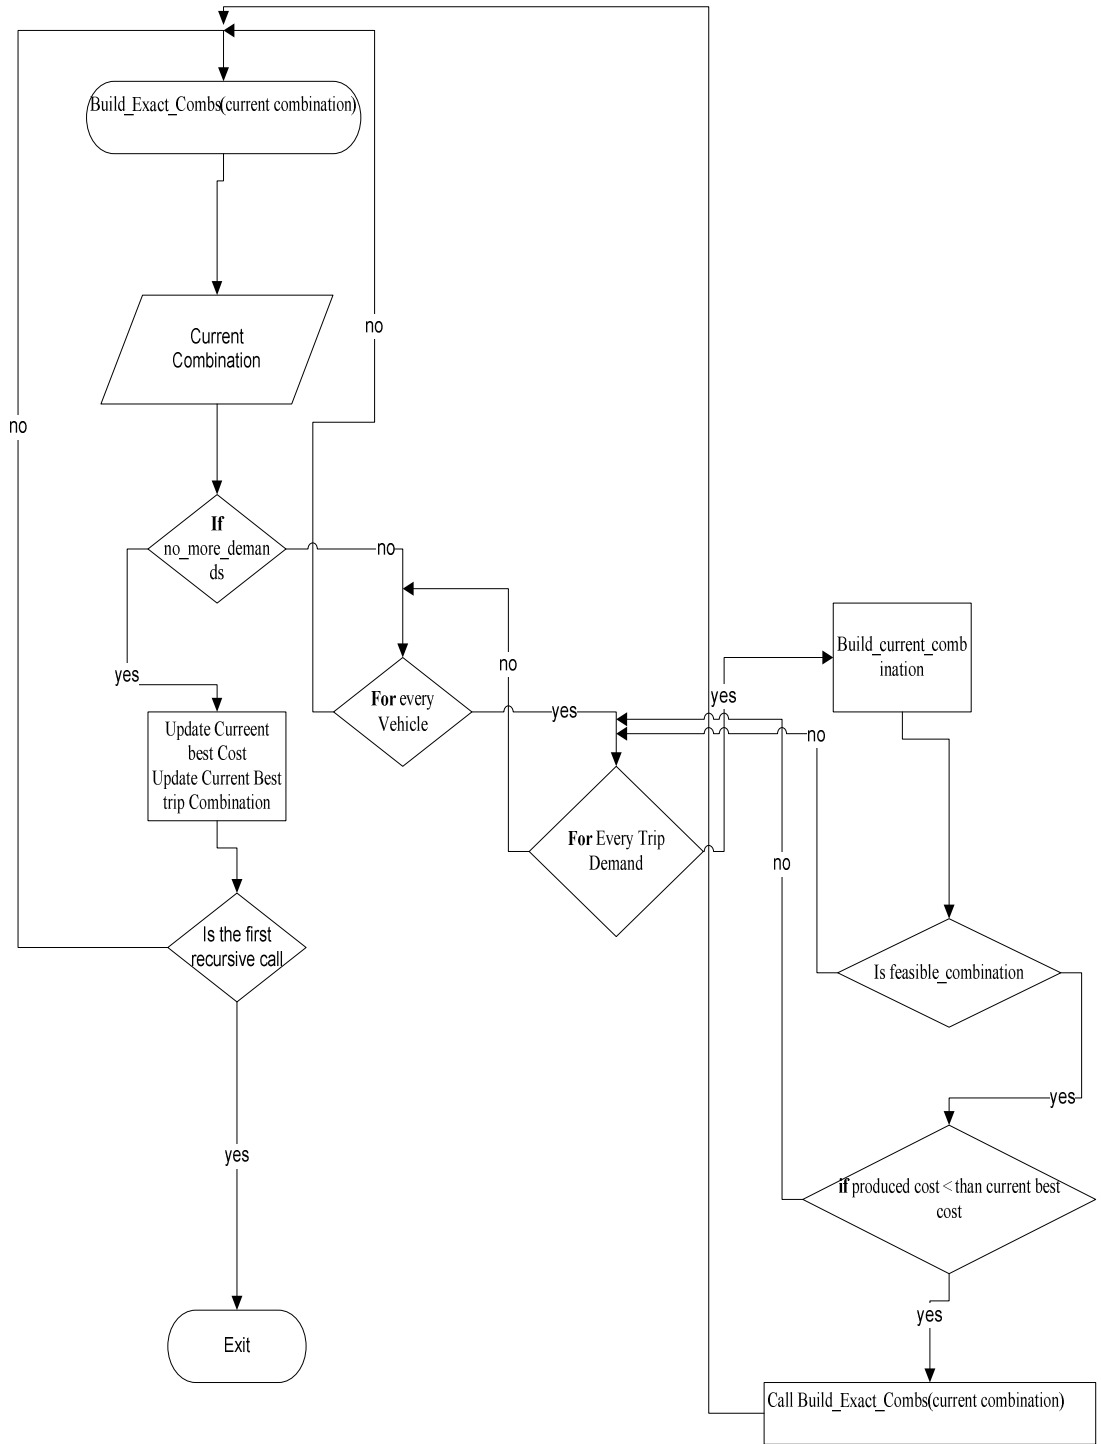 Build_Exact_Combs(current combination)
Current
Combination
no
no
If
no_more_deman
ds
no
yes
Update Curreent
best Cost
Update Current Best
trip Combination
For every
Vehicle
yes
no
For Every Trip
Demand
yes
Build_current_comb
ination
no
no
Is feasible_combination
yes
if produced cost < than current best
cost
yes
Call Build_Exact_Combs(current combination)
Is the first
recursive call
yes
Exit